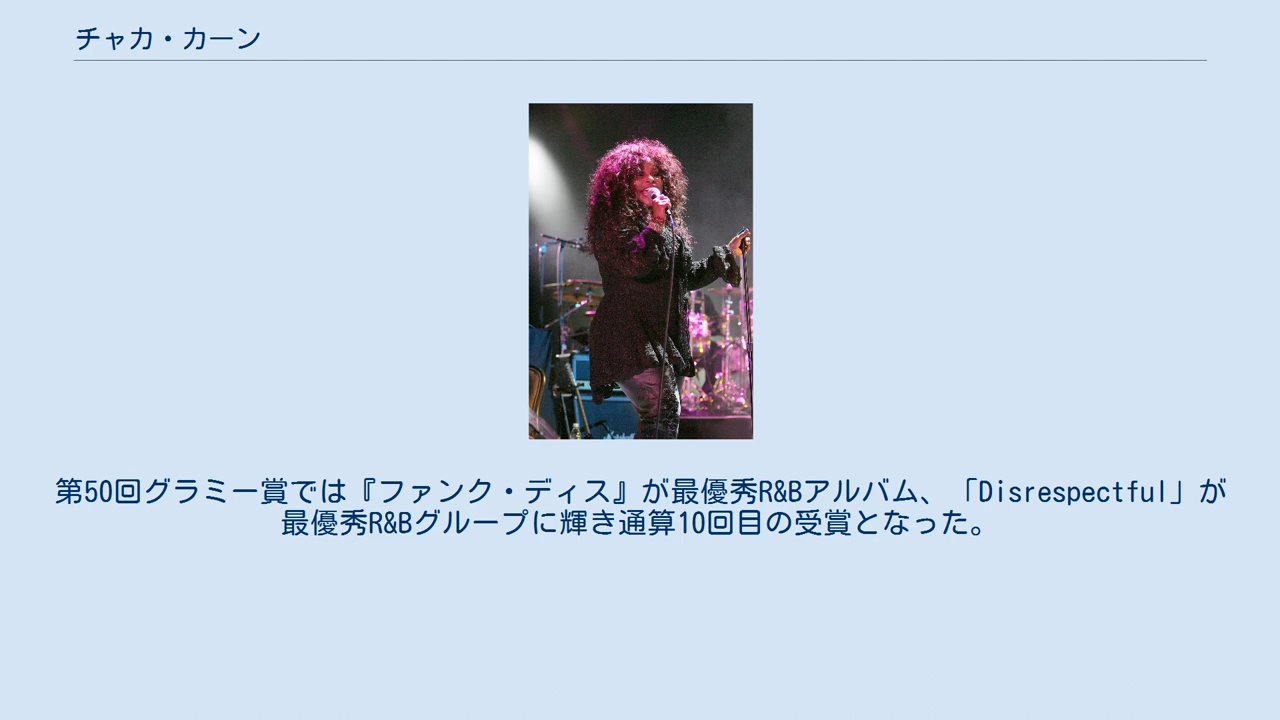 チャカ・カーン
第50回グラミー賞では『ファンク・ディス』が最優秀R&Bアルバム、「Disrespectful」が
最優秀R&Bグループに輝き通算10回目の受賞となった。